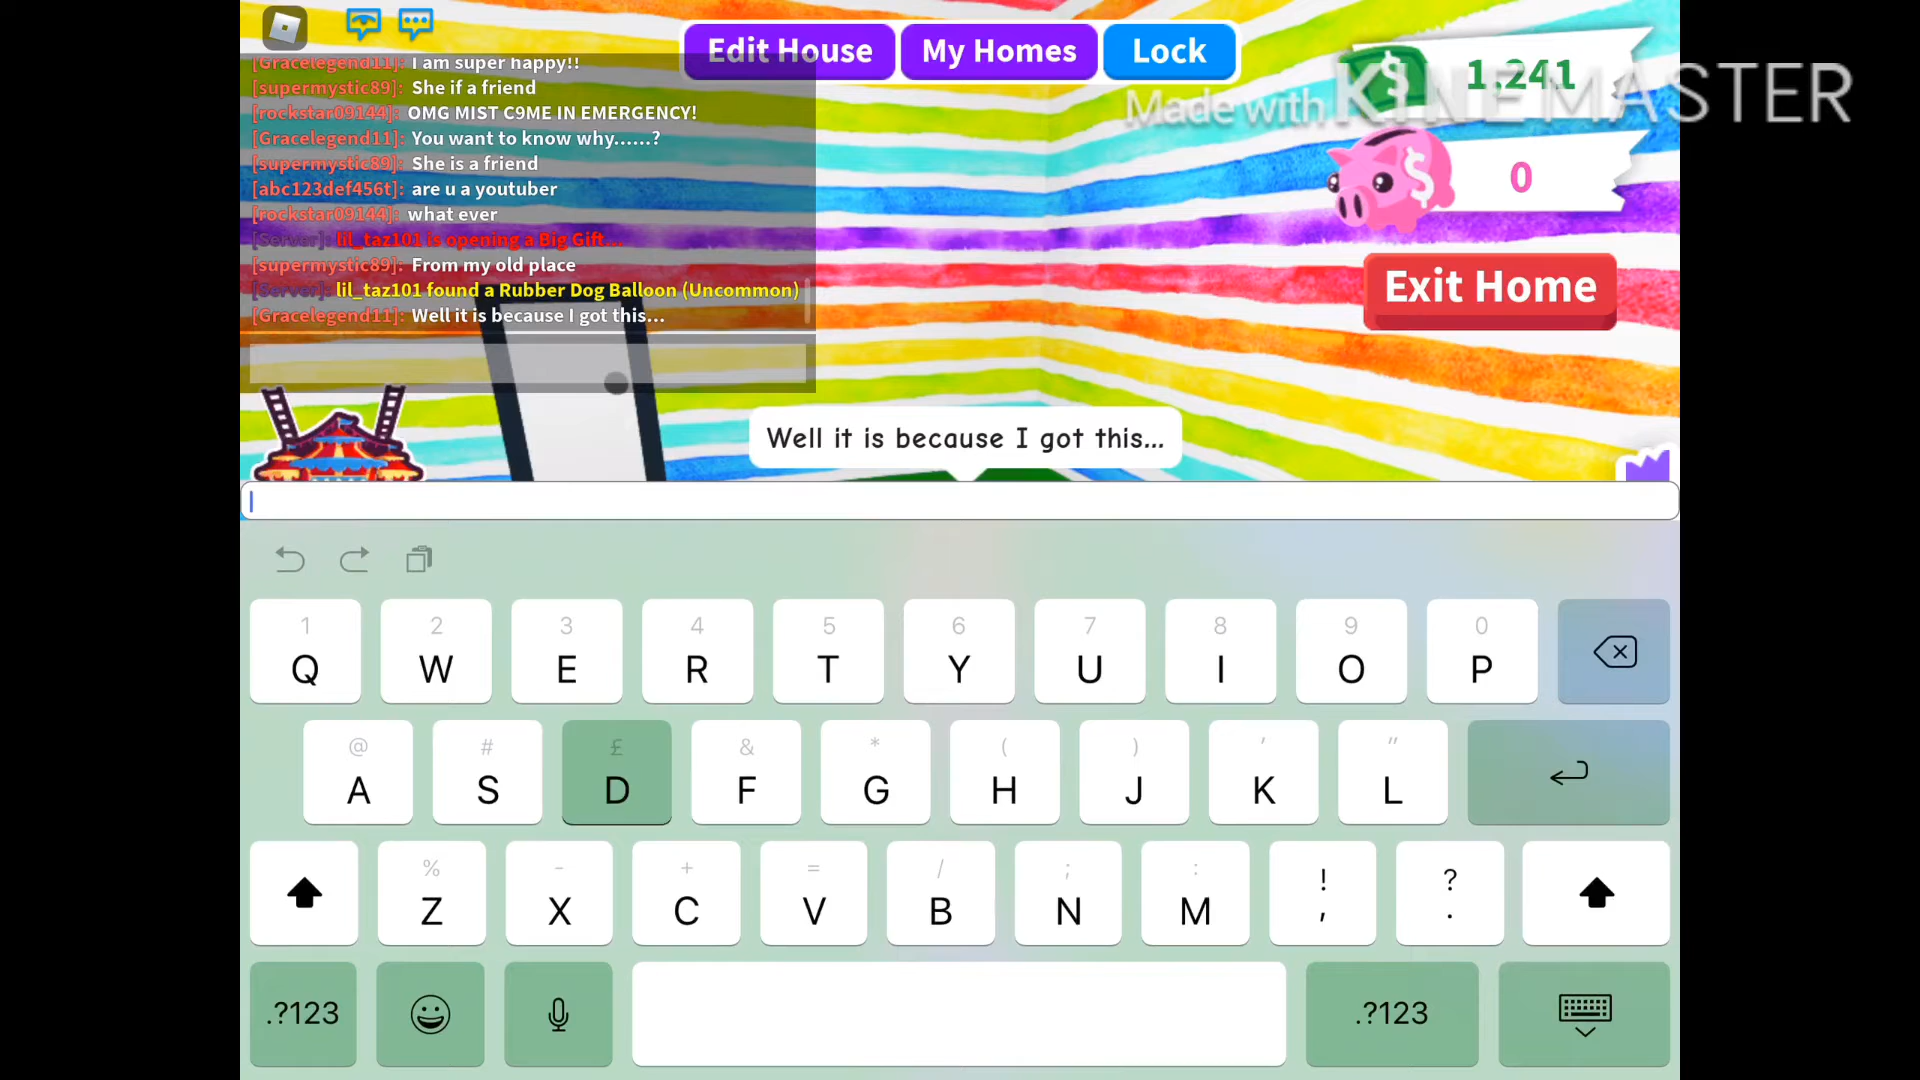 Edit House
My Homes
Lock
1,241
Made with KINEMASTER
0
Exit Home
[Gracelegend11]: I am super happy!!
[supermystic89]: She if a friend
[rockstar09144]: OMG MIST C9ME IN EMERGENCY!
[Gracelegend11]: You want to know why......?
[supermystic89]: She is a friend
[abc123def456t]: are u a youtuber
[rockstar09144]: what ever
[Server]: lil_taz101 is opening a Big Gift...
[supermystic89]: From my old place
[Server]: lil_taz101 found a Rubber Dog Balloon (Uncommon)
[Gracelegend11]: Well it is because I got this...
Well it is because I got this...
1 2 3 4 5 6 7 8 9 0
Q W E R T Y U I O P
@ # £ & * ( ) ' "
A S D F G H J K L
% - + = / ; : ! ?
Z X C V B N M , .
.?123 .?123